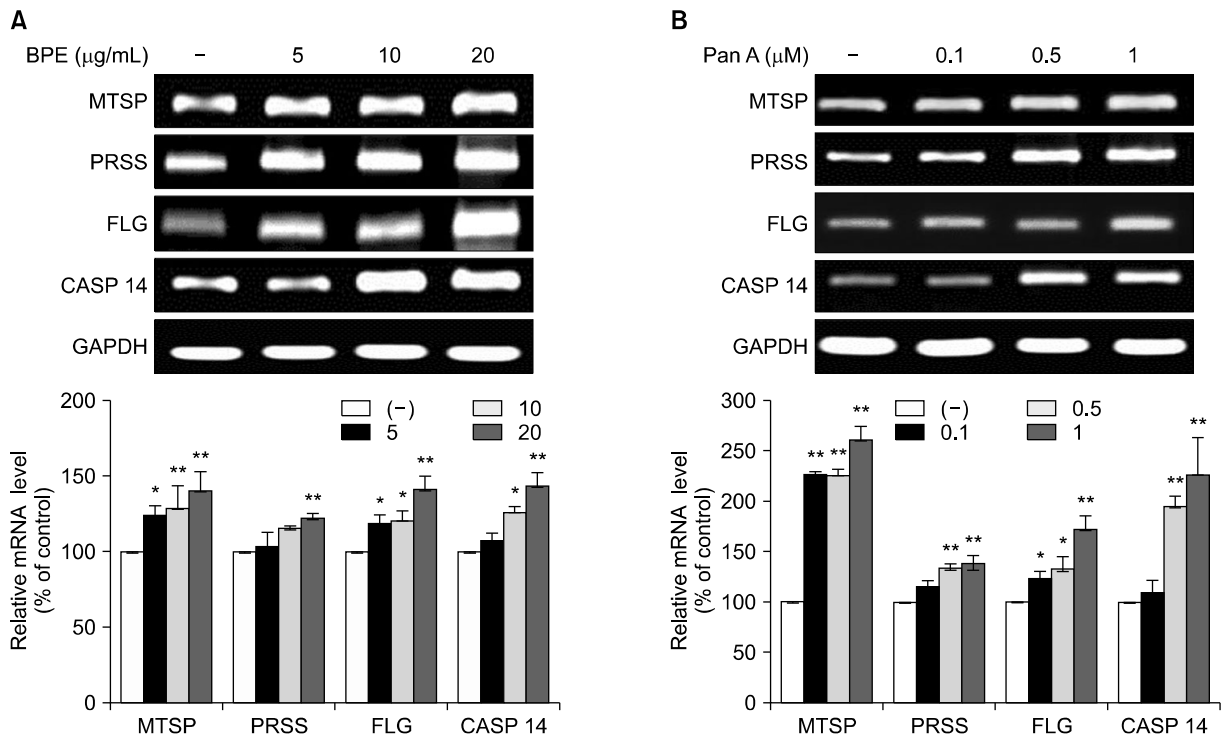 A
BPE (μg/mL) – 5 10 20
MTSP
PRSS
FLG
CASP 14
GAPDH
200
150
100
50
0
Relative mRNA level
(% of control)
(–) 10
5 20
* ** **
**
* * **
* **
MTSP PRSS FLG CASP 14
B
Pan A (μM) – 0.1 0.5 1
MTSP
PRSS
FLG
CASP 14
GAPDH
300
250
200
150
100
50
0
Relative mRNA level
(% of control)
(–) 0.5
0.1 1
** ** **
** **
* * **
** **
MTSP PRSS FLG CASP 14